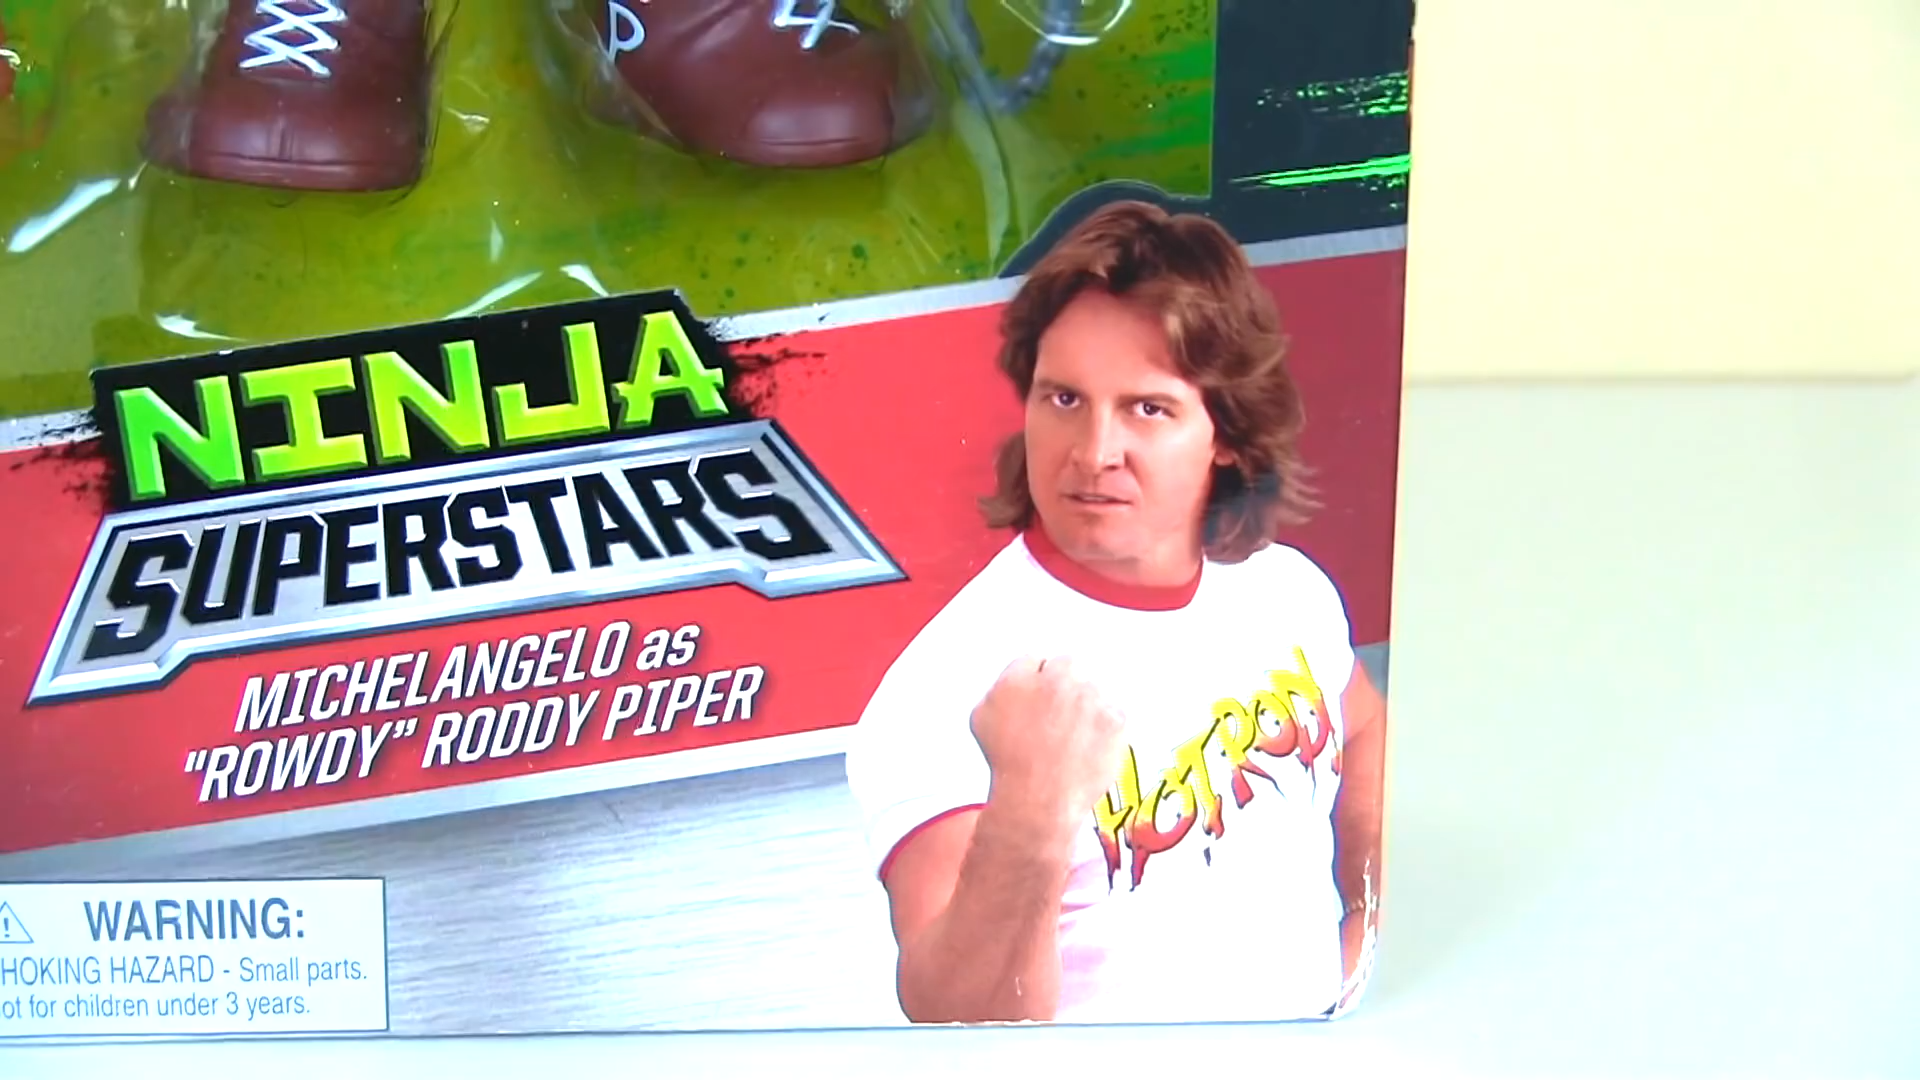 P
NINJA
SUPERSTARS
MICHELANGELO as
"ROWDY" RODDY PIPER
HOT ROD
WARNING:
HOKING HAZARD - Small parts.
ot for children under 3 years.